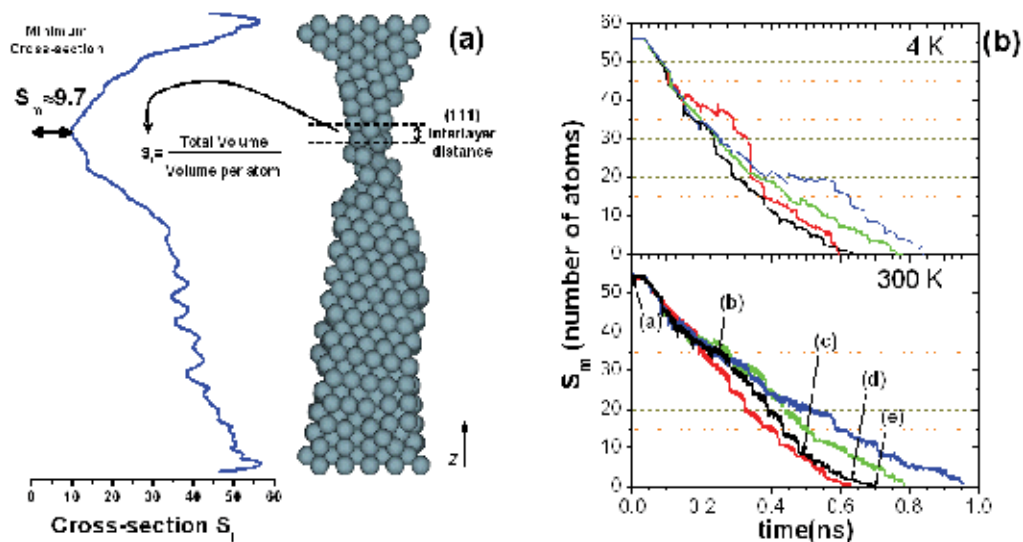 Minimum
Cross-section
S_m≈9.7
(a)
S_i= Total Volume
Volume per atom
(111)
Interlayer
distance
z
0 10 20 30 40 50 60
Cross-section S_i
(b)
4 K
60
50
40
30
20
10
0
300 K
50
40
30
20
10
0
(a)
(b)
(c)
(d)
(e)
S_m (number of atoms)
0.0 0.2 0.4 0.6 0.8 1.0
time(ns)